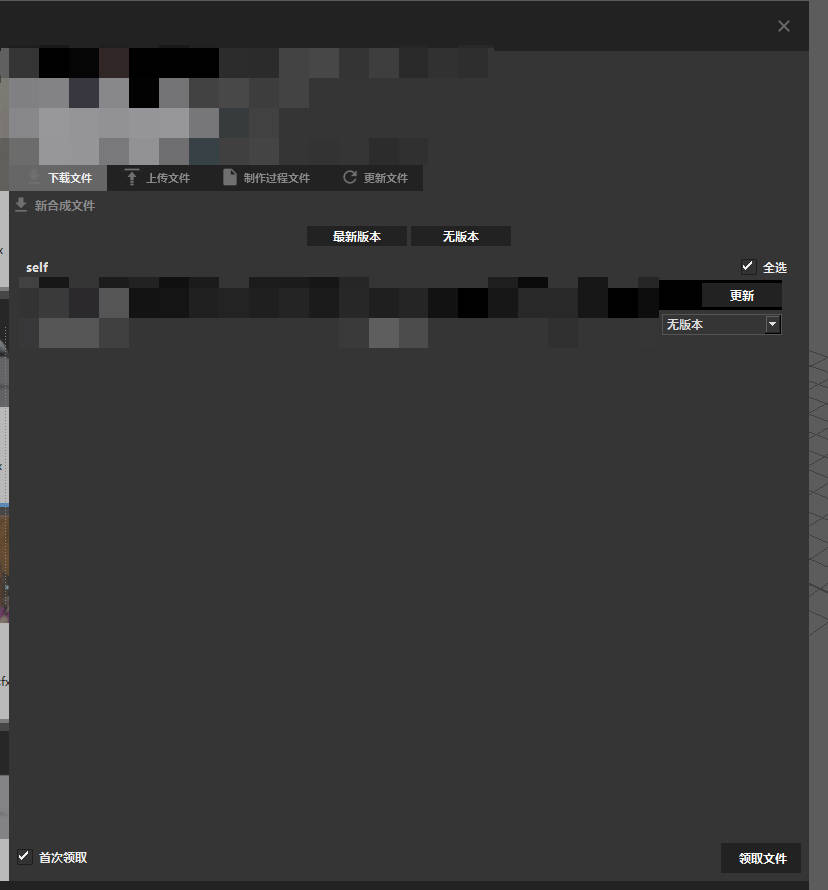 下载文件 上传文件 制作过程文件 更新文件
新合成文件
最新版本 无版本
self 全选
更新
无版本
首次领取 领取文件